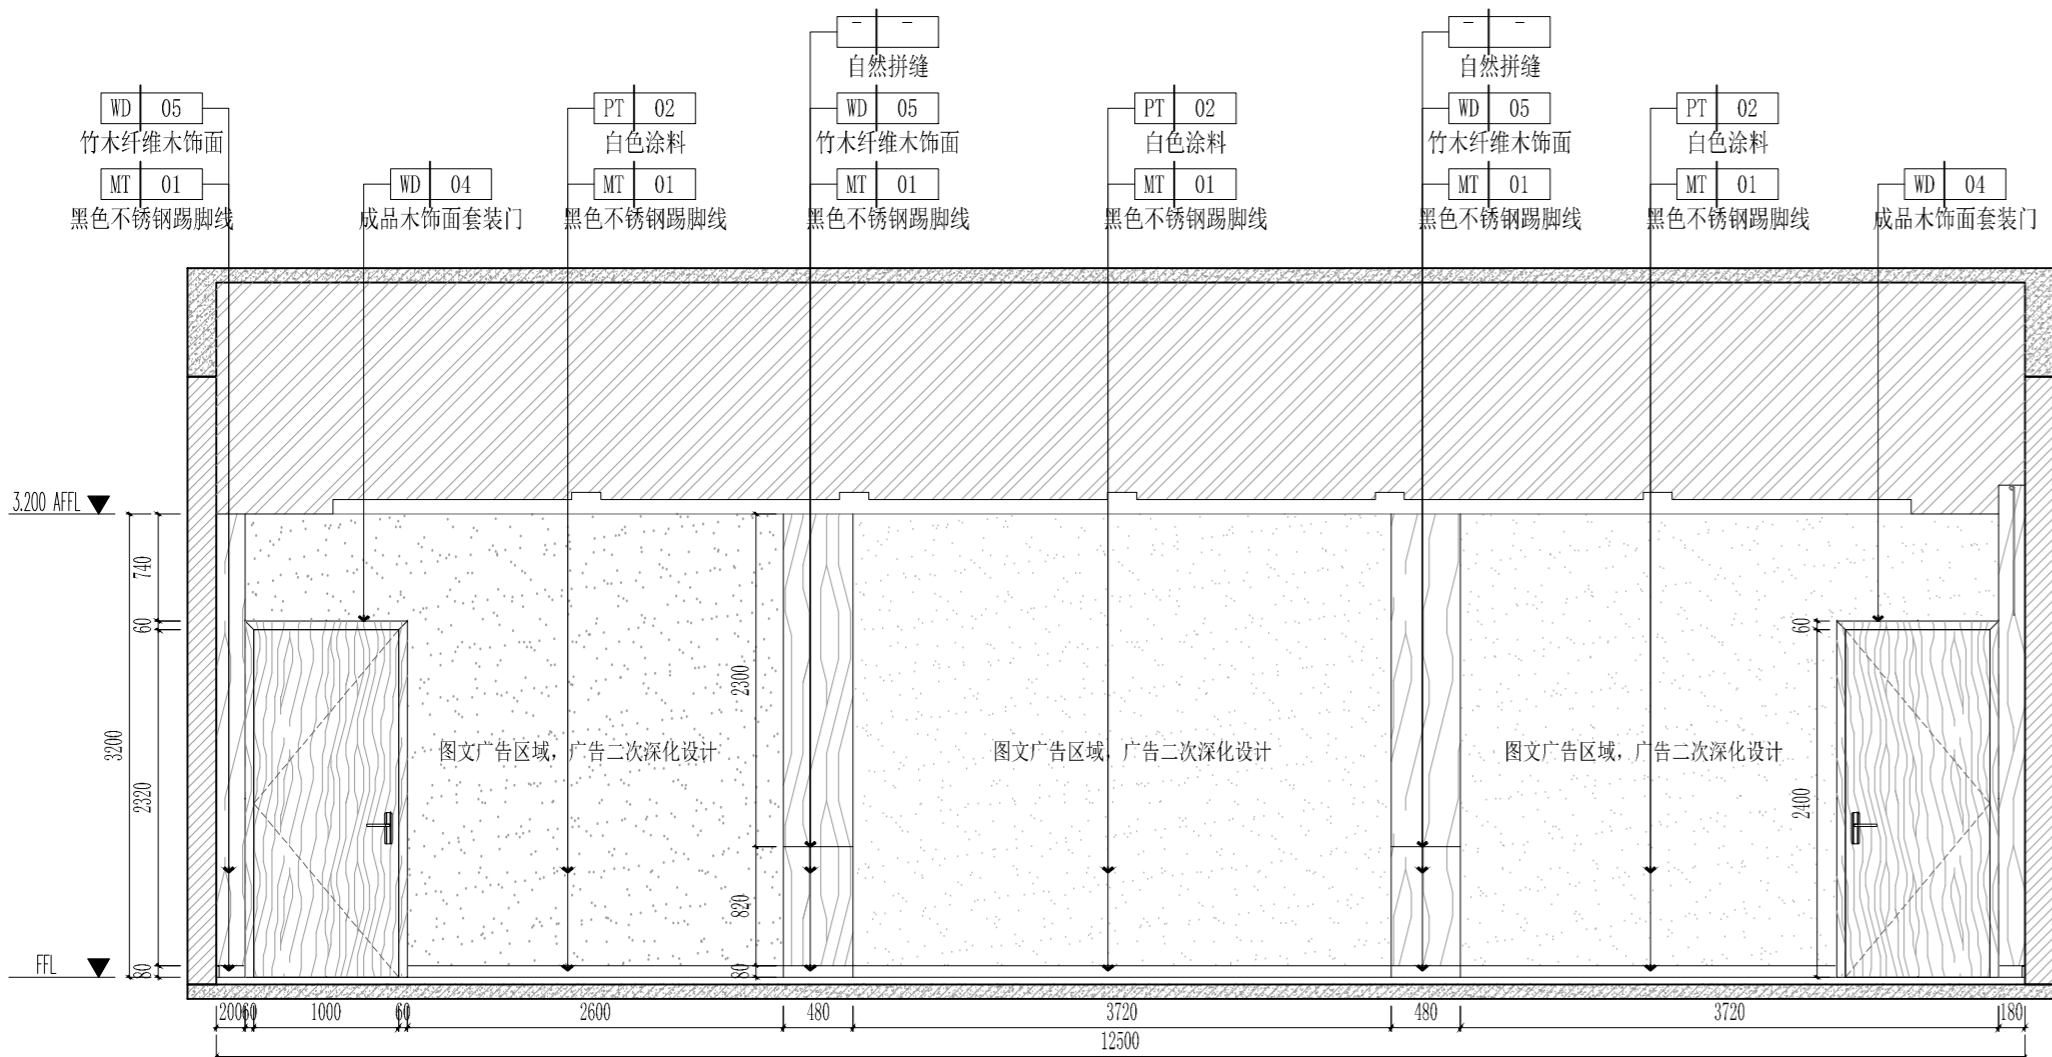 — —
— —
自然拼缝
自然拼缝
WD 05
PT 02
WD 05
PT 02
WD 05
PT 02
竹木纤维木饰面
白色涂料
竹木纤维木饰面
白色涂料
竹木纤维木饰面
白色涂料
MT 01
WD 04
MT 01
MT 01
MT 01
MT 01
MT 01
WD 04
黑色不锈钢踢脚线
成品木饰面套装门
黑色不锈钢踢脚线
黑色不锈钢踢脚线
黑色不锈钢踢脚线
黑色不锈钢踢脚线
黑色不锈钢踢脚线
成品木饰面套装门
3.200 AFFL
740
60
60
2300
3200
图文广告区域，广告二次深化设计
图文广告区域，广告二次深化设计
图文广告区域，广告二次深化设计
2320
2400
820
FFL
80
80
200
60
1000
60
2600
480
3720
480
3720
180
12500